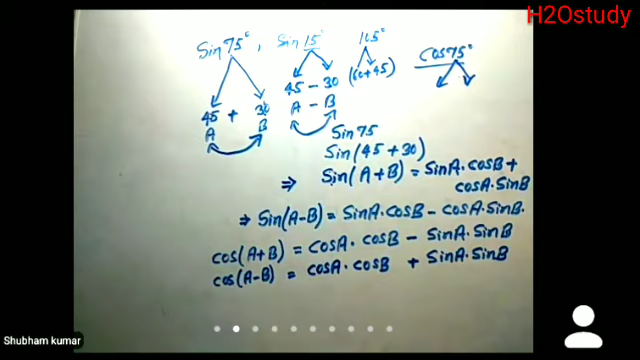 H2Ostudy
Sin 75°, Sin 15° 105° cos 75°
45 + 30 45 - 30 (60+45)
A B A - B
Sin 75
Sin (45 + 30)
⇒ Sin (A + B) = SinA. cosB +
cosA. SinB
⇒ Sin(A-B) = SinA. cosB - cosA. SinB.
cos(A+B) = cosA. cosB - SinA. SinB
cos(A-B) = cosA. cosB + SinA. SinB
Shubham kumar